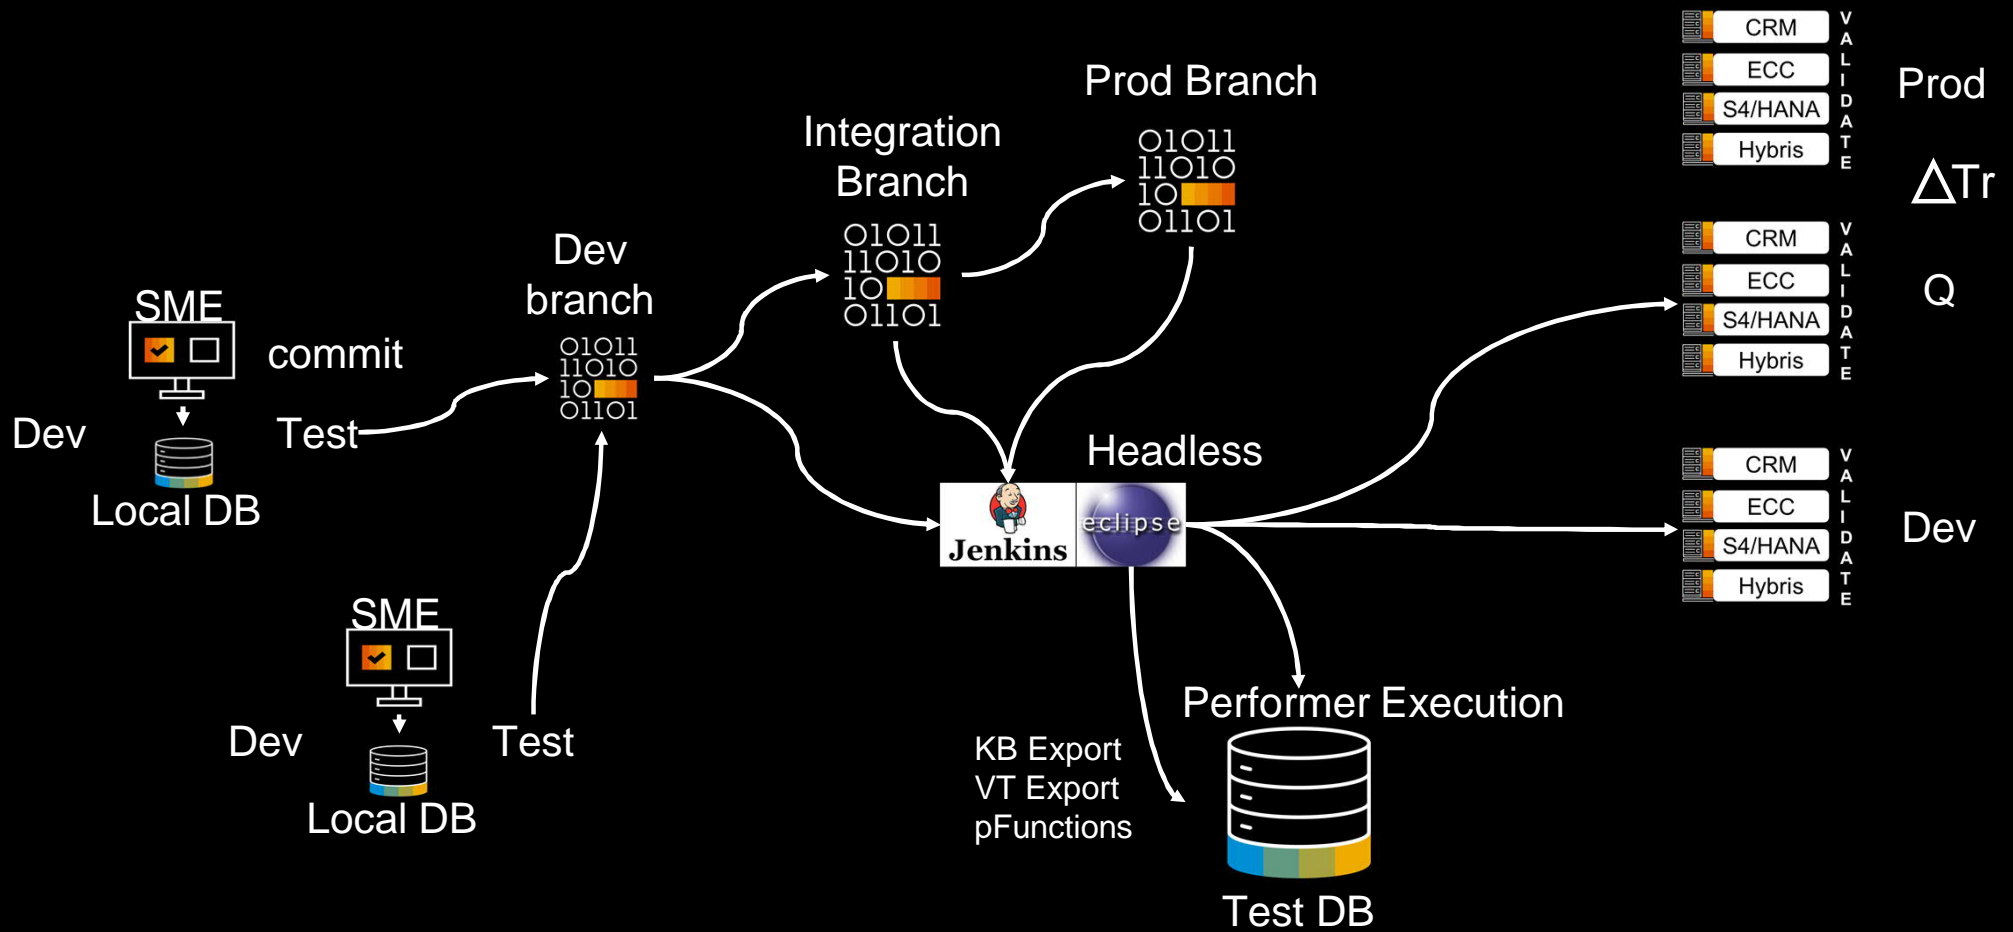 SME
commit
Dev
Test
Local DB
SME
Dev
Test
Local DB
Dev
branch
01011
11010
10
01101
Integration
Branch
01011
11010
10
01101
Prod Branch
01011
11010
10
01101
Headless
Jenkins
eclipse
KB Export
VT Export
pFunctions
Performer Execution
Test DB
CRM
ECC
S4/HANA
Hybris
VALIDATE
Prod
△Tr
CRM
ECC
S4/HANA
Hybris
VALIDATE
Q
CRM
ECC
S4/HANA
Hybris
VALIDATE
Dev